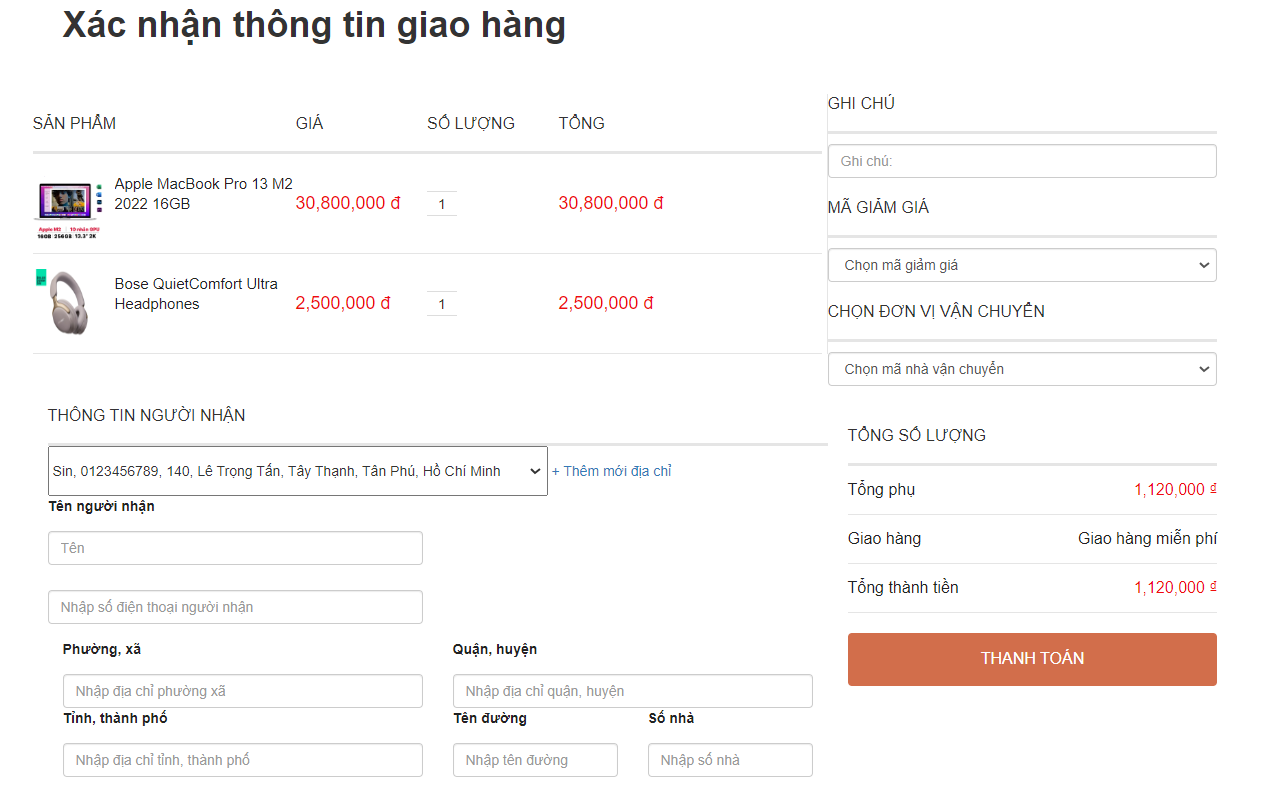 Xác nhận thông tin giao hàng
SẢN PHẨM GIÁ SỐ LƯỢNG TỔNG
Apple MacBook Pro 13 M2
2022 16GB
30,800,000 đ 1 30,800,000 đ
Apple M2 10 nhân GPU
16GB 256GB 13.3" 2K
Bose QuietComfort Ultra
Headphones
2,500,000 đ 1 2,500,000 đ
GHI CHÚ
Ghi chú:
MÃ GIẢM GIÁ
Chọn mã giảm giá
CHỌN ĐƠN VỊ VẬN CHUYỂN
Chọn mã nhà vận chuyển
THÔNG TIN NGƯỜI NHẬN
Sin, 0123456789, 140, Lê Trọng Tấn, Tây Thạnh, Tân Phú, Hồ Chí Minh + Thêm mới địa chỉ
Tên người nhận
Tên
Nhập số điện thoại người nhận
Phường, xã Quận, huyện
Nhập địa chỉ phường xã Nhập địa chỉ quận, huyện
Tỉnh, thành phố Tên đường Số nhà
Nhập địa chỉ tỉnh, thành phố Nhập tên đường Nhập số nhà
TỔNG SỐ LƯỢNG
Tổng phụ 1,120,000 ₫
Giao hàng Giao hàng miễn phí
Tổng thành tiền 1,120,000 ₫
THANH TOÁN